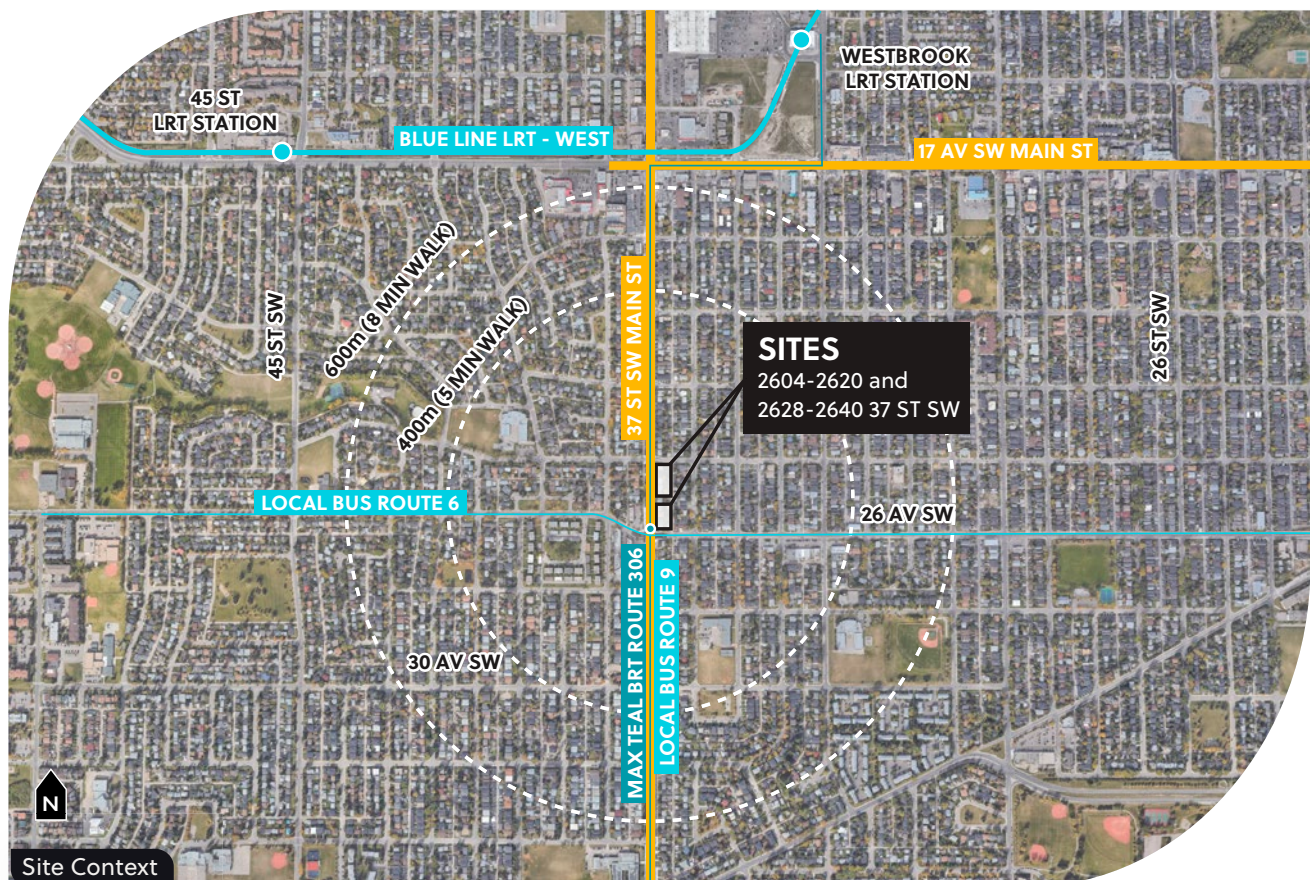 WESTBROOK
LRT STATION
45 ST
LRT STATION
BLUE LINE LRT - WEST
17 AV SW MAIN ST
600m (8 MIN WALK)
400m (5 MIN WALK)
45 ST SW
37 ST SW MAIN ST
26 ST SW
SITES
2604-2620 and
2628-2640 37 ST SW
LOCAL BUS ROUTE 6
26 AV SW
MAX TEAL BRT ROUTE 306
LOCAL BUS ROUTE 9
30 AV SW
N
Site Context